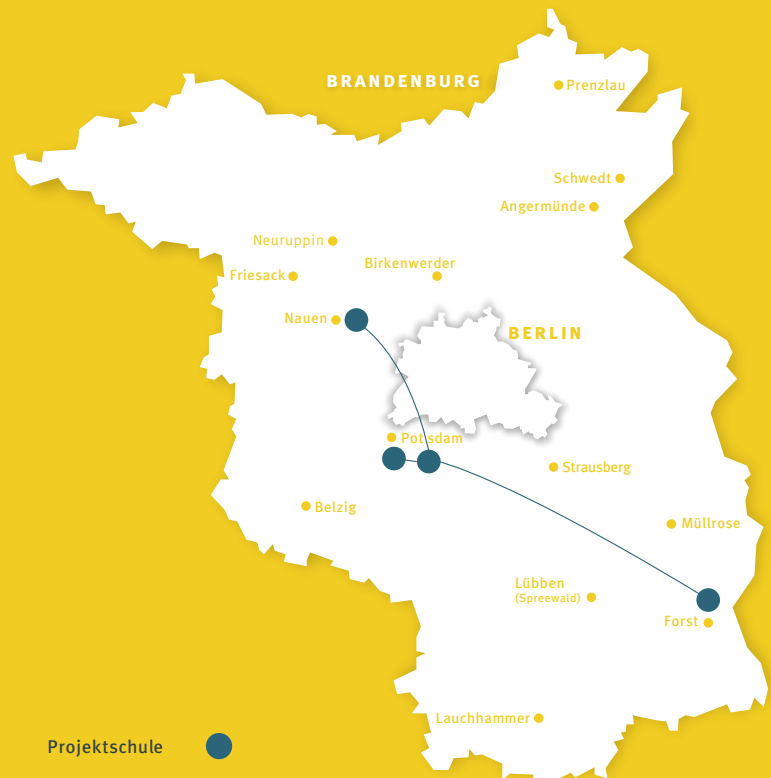 BRANDENBURG
Prenzlau
Schwedt
Angermünde
Neuruppin
Birkenwerder
Friesack
Nauen
BERLIN
Potsdam
Strausberg
Belzig
Müllrose
Lübben
(Spreewald)
Forst
Lauchhammer
Projektschule